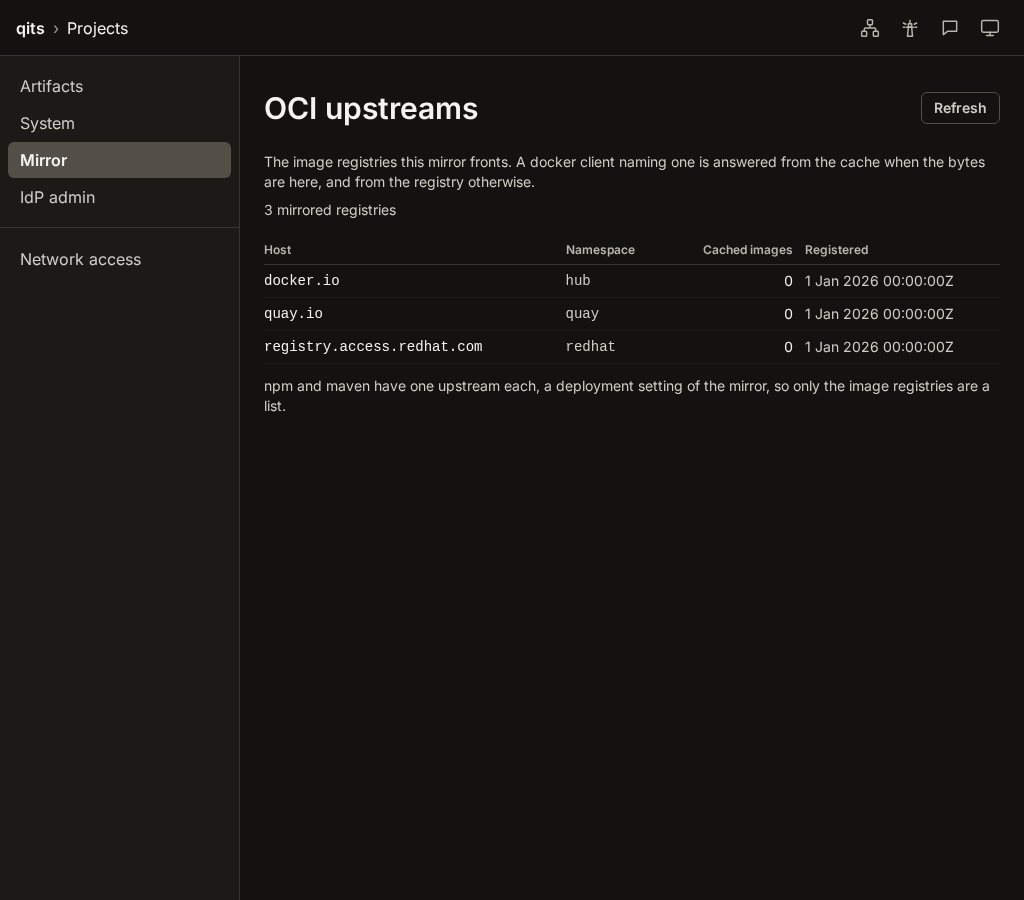 qits › Projects
Artifacts
System
Mirror
IdP admin
Network access
OCI upstreams
Refresh
The image registries this mirror fronts. A docker client naming one is answered from the cache when the bytes
are here, and from the registry otherwise.
3 mirrored registries
Host Namespace Cached images Registered
docker.io hub 0 1 Jan 2026 00:00:00Z
quay.io quay 0 1 Jan 2026 00:00:00Z
registry.access.redhat.com redhat 0 1 Jan 2026 00:00:00Z
npm and maven have one upstream each, a deployment setting of the mirror, so only the image registries are a
list.